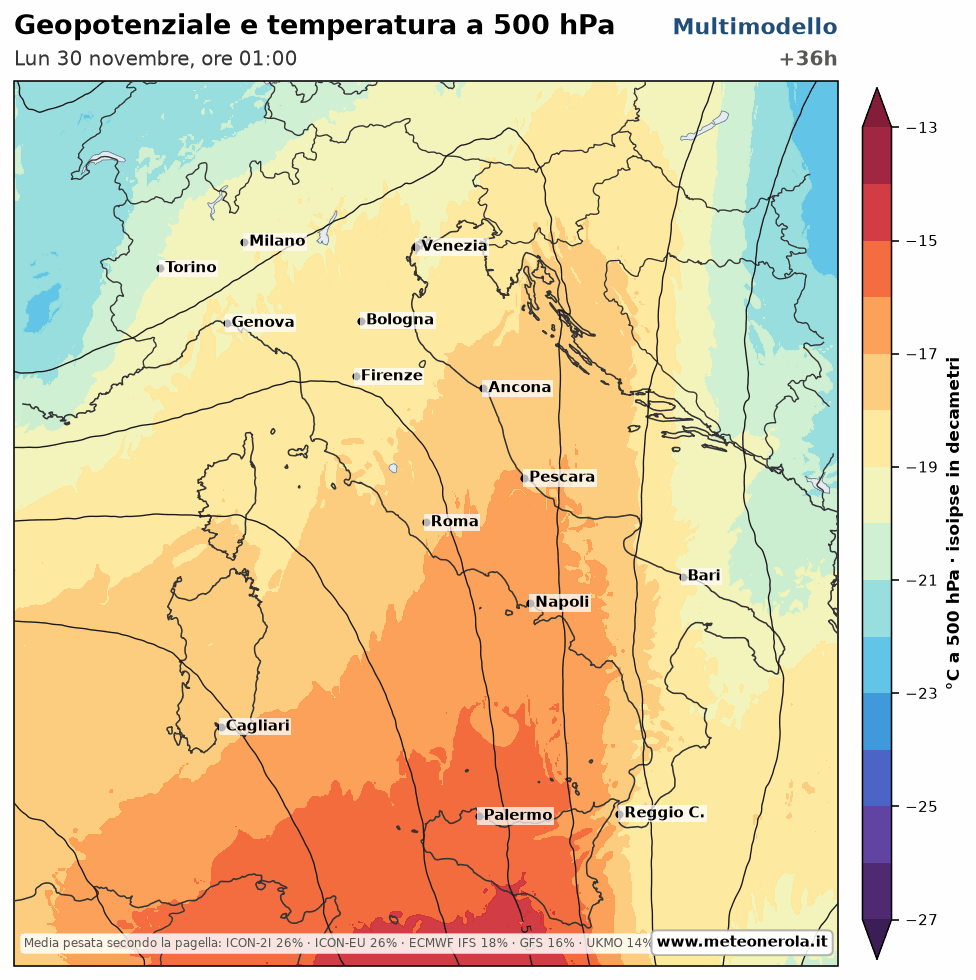 Geopotenziale e temperatura a 500 hPa
Multimodello
Lun 30 novembre, ore 01:00
+36h
−13
−15
−17
−19
−21
−23
−25
−27
°C a 500 hPa · isoipse in decametri
Milano
Venezia
Torino
Genova
Bologna
Firenze
Ancona
Pescara
Roma
Bari
Napoli
Cagliari
Palermo
Reggio C.
Media pesata secondo la pagella: ICON-2I 26% · ICON-EU 26% · ECMWF IFS 18% · GFS 16% · UKMO 14%
www.meteonerola.it